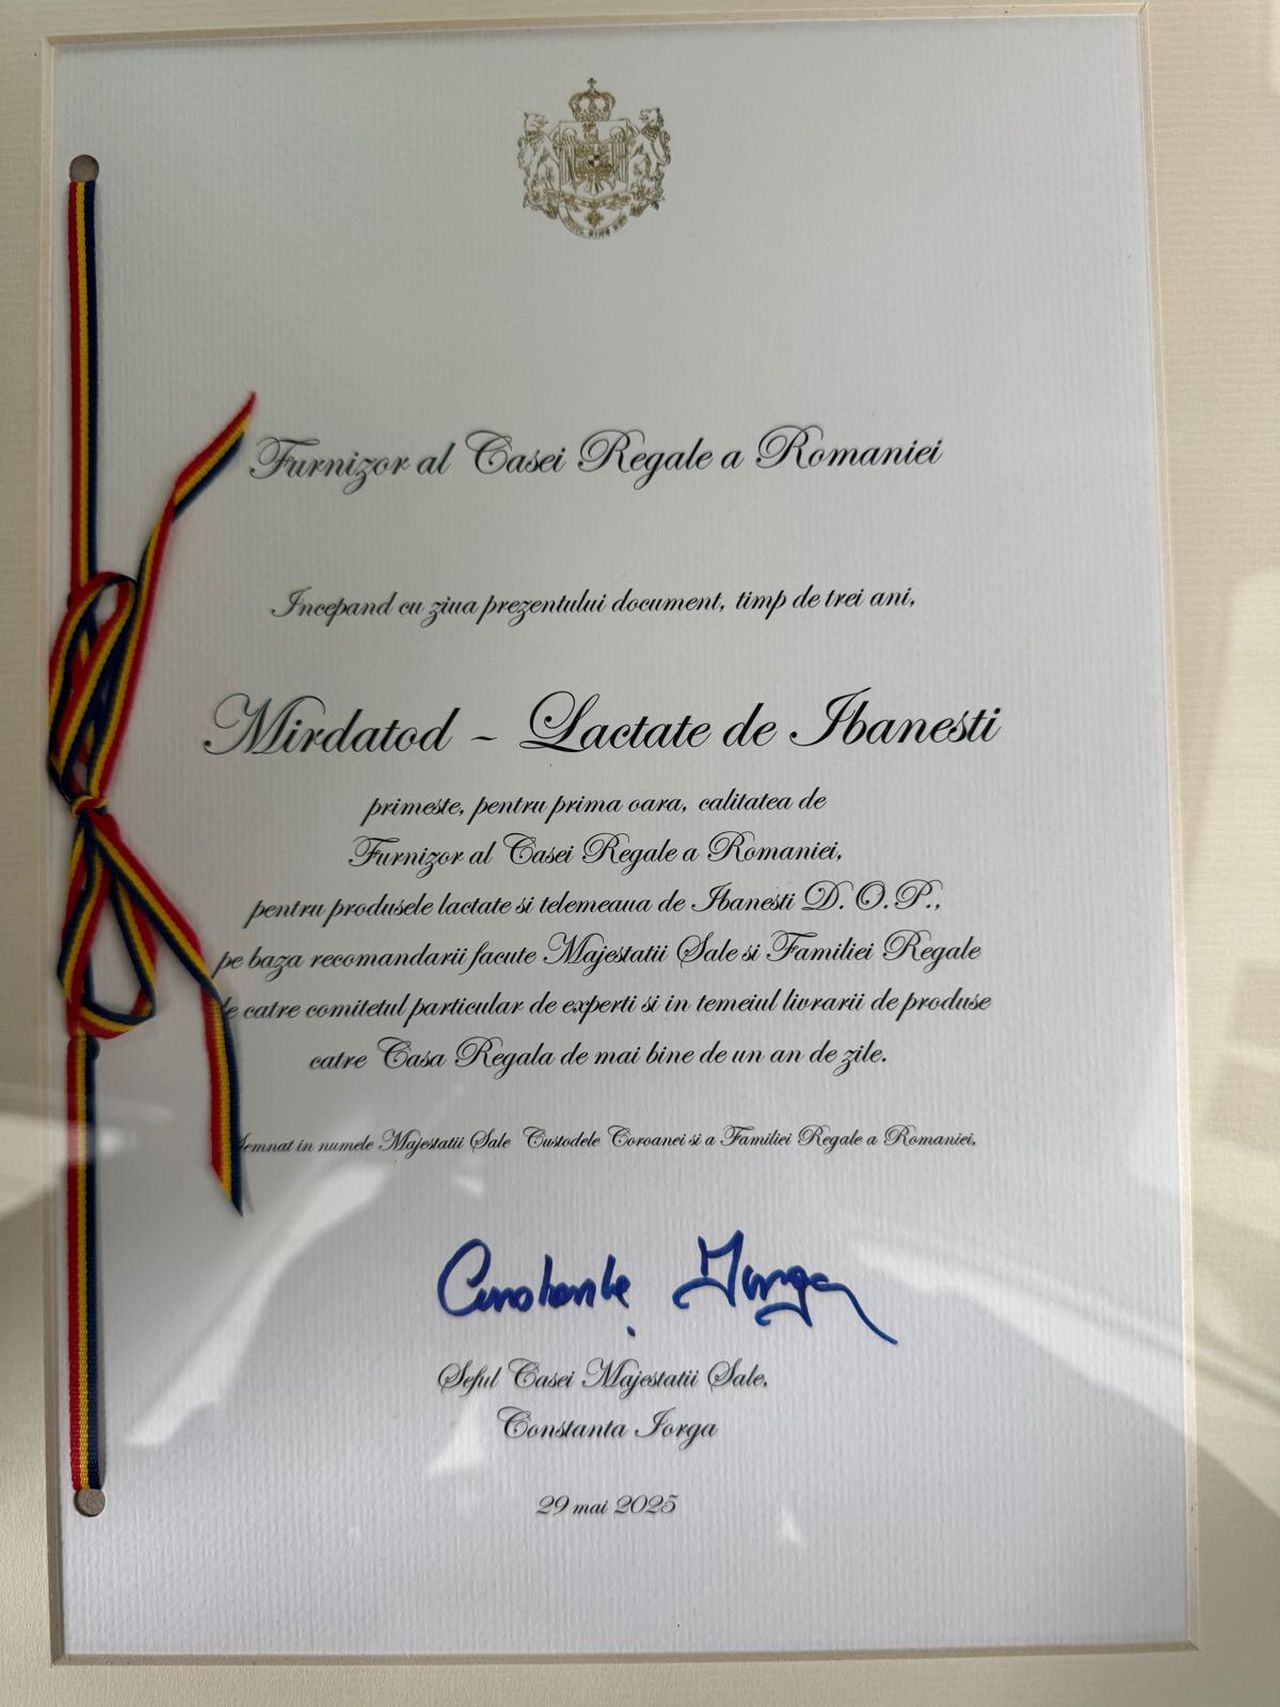 Furnizor al Casei Regale a Romaniei
Incepand cu ziua prezentului document, timp de trei ani,
Mirdatod ~ Lactate de Ibanesti
primeste, pentru prima oara, calitatea de
Furnizor al Casei Regale a Romaniei,
pentru produsele lactate si telemeaua de Ibanesti D. O. P.,
pe baza recomandarii facute Majestatii Sale si Familiei Regale
catre comitetul particular de experti si in temeiul livrarii de produse
catre Casa Regala de mai bine de un an de zile.
in numele Majestatii Sale Custodele Coroanei si a Familiei Regale a Romaniei,
Constanta Iorga
Seful Casei Majestatii Sale,
Constanta Iorga
29 mai 2025